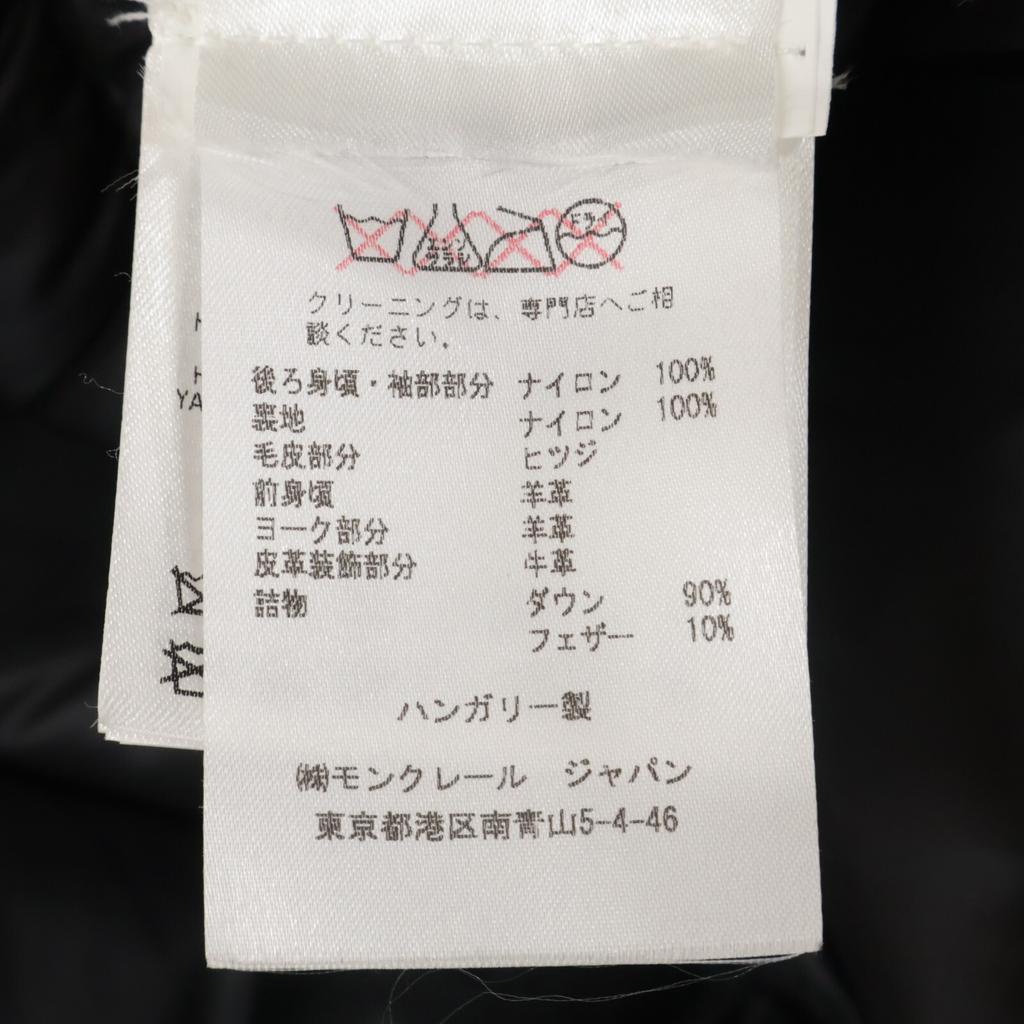 ドライ
クリーニングは、専門店へご相
談ください。
後ろ身頃・袖部部分 ナイロン 100%
裏地 ナイロン 100%
毛皮部分 ヒツジ
前身頃 羊革
ヨーク部分 羊革
皮革装飾部分 牛革
詰物 ダウン 90%
フェザー 10%
ハンガリー製
㈱モンクレール ジャパン
東京都港区南青山5-4-46
YA